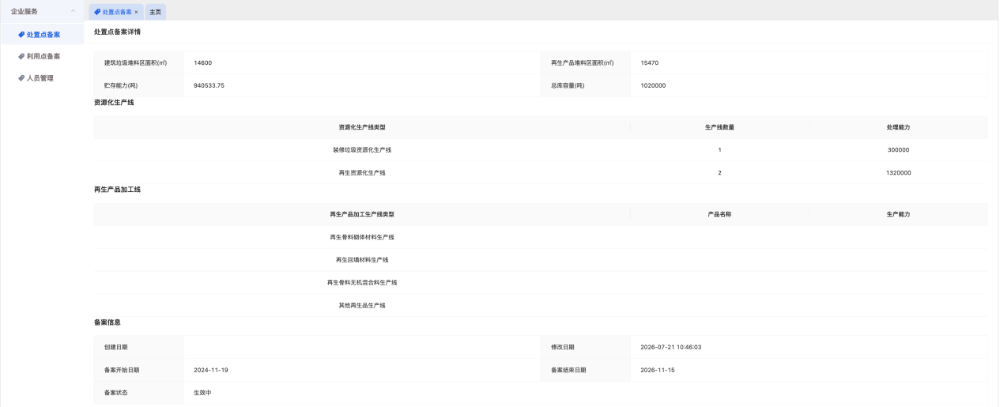 企业服务
处置点备案 ×
主页
处置点备案
利用点备案
人员管理
处置点备案详情
建筑垃圾堆料区面积(㎡) 14600 再生产品堆料区面积(㎡) 15470
贮存能力(吨) 940533.75 总库容量(吨) 1020000
资源化生产线
资源化生产线类型 生产线数量 处理能力
装修垃圾资源化生产线 1 300000
再生资源化生产线 2 1320000
再生产品加工线
再生产品加工生产线类型 产品名称 生产能力
再生骨料砌体材料生产线
再生回填材料生产线
再生骨料无机混合料生产线
其他再生品生产线
备案信息
创建日期 修改日期 2026-07-21 10:46:03
备案开始日期 2024-11-19 备案结束日期 2026-11-15
备案状态 生效中